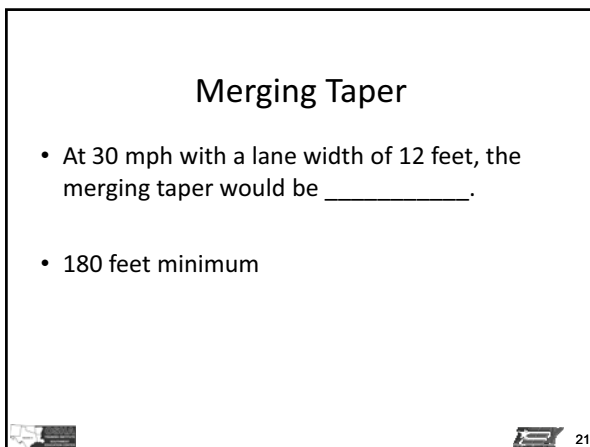 Merging Taper
• At 30 mph with a lane width of 12 feet, the
merging taper would be ___________.
• 180 feet minimum
21